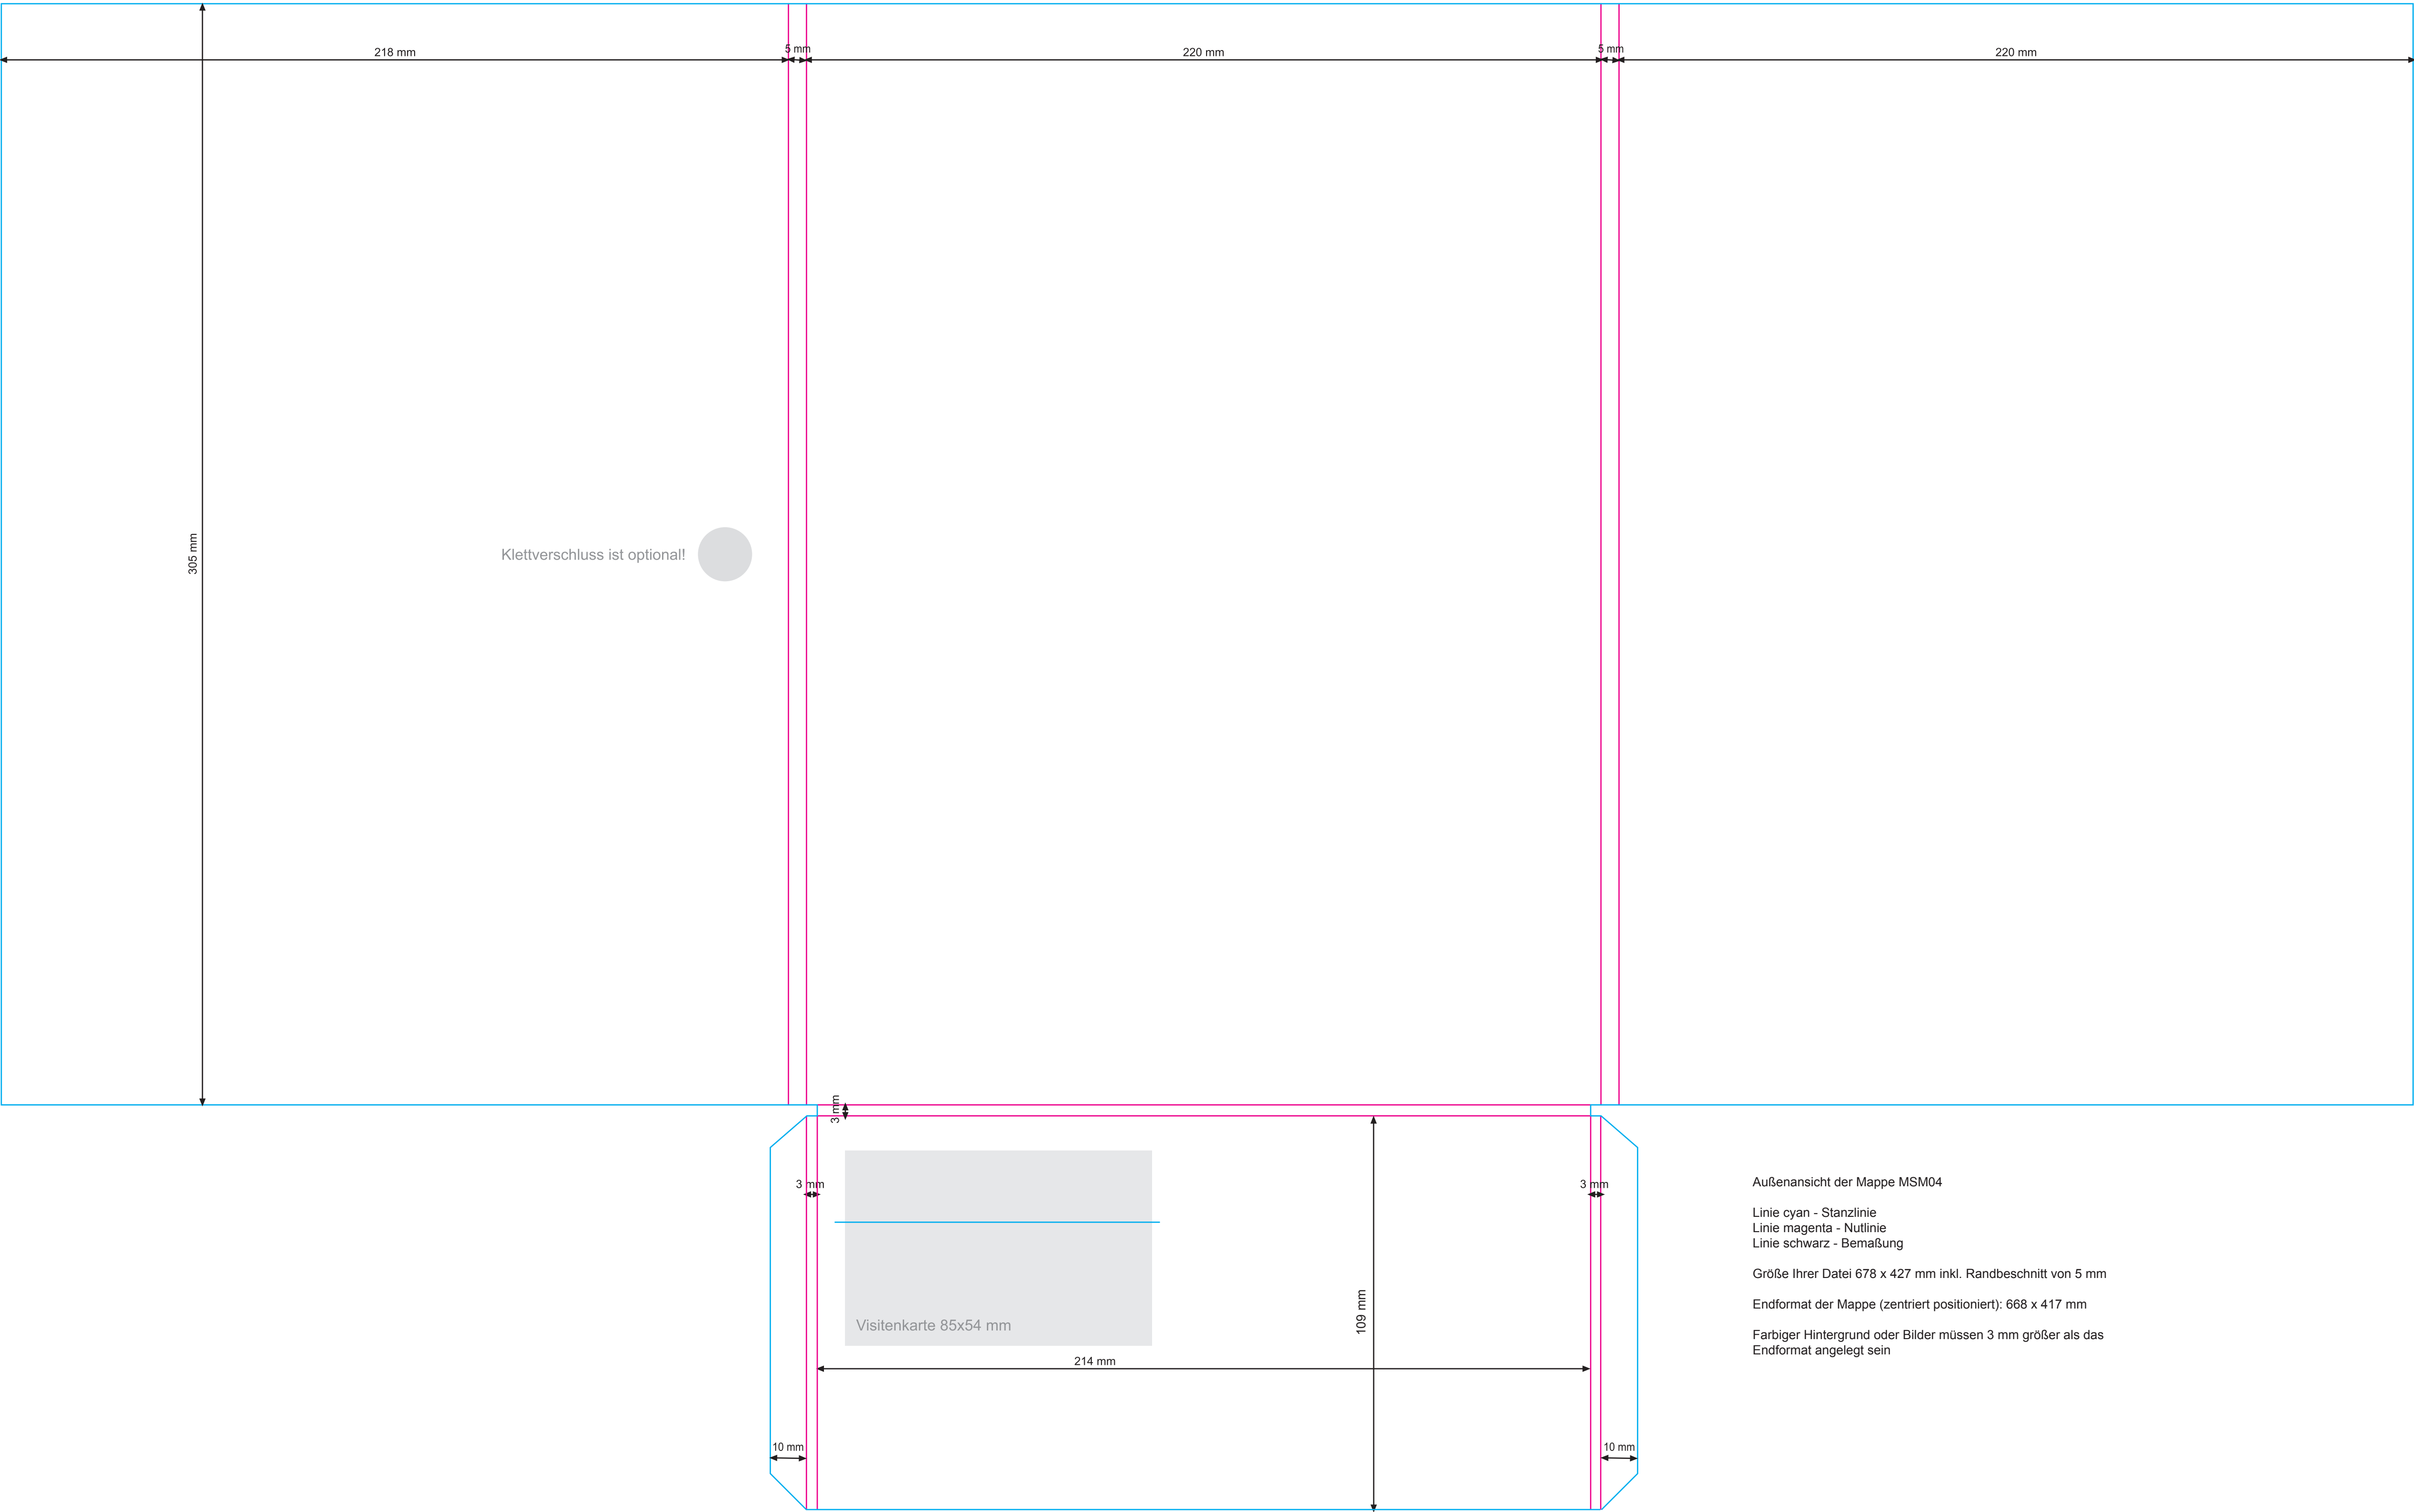 218 mm
5 mm
220 mm
5 mm
220 mm
305 mm
Klettverschluss ist optional!
3 mm
3 mm
3 mm
Visitenkarte 85x54 mm
109 mm
214 mm
10 mm
10 mm
Außenansicht der Mappe MSM04
Linie cyan - Stanzlinie
Linie magenta - Nutlinie
Linie schwarz - Bemaßung
Größe Ihrer Datei 678 x 427 mm inkl. Randbeschnitt von 5 mm
Endformat der Mappe (zentriert positioniert): 668 x 417 mm
Farbiger Hintergrund oder Bilder müssen 3 mm größer als das
Endformat angelegt sein